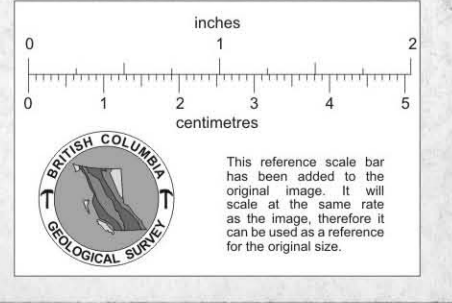 inches
0 1 2
0 1 2 3 4 5
centimetres
BRITISH COLUMBIA
GEOLOGICAL SURVEY
This reference scale bar
has been added to the
original image. It will
scale at the same rate
as the image, therefore it
can be used as a reference
for the original size.